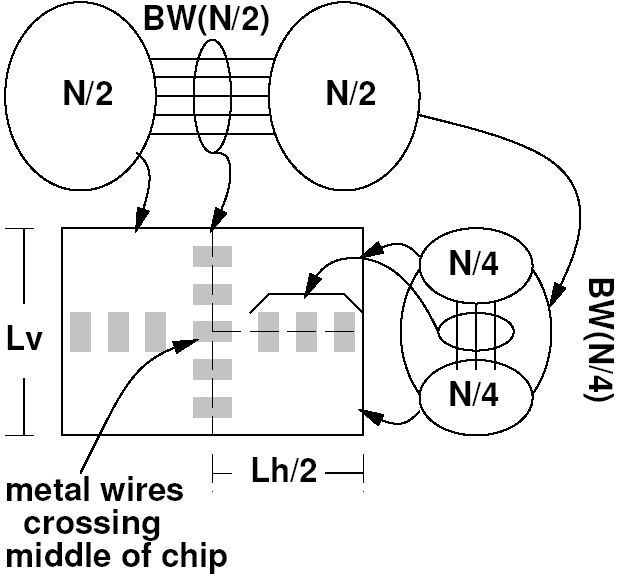 BW(N/2)
N/2
N/2
N/4
BW(N/4)
Lv
N/4
Lh/2
metal wires
crossing
middle of chip